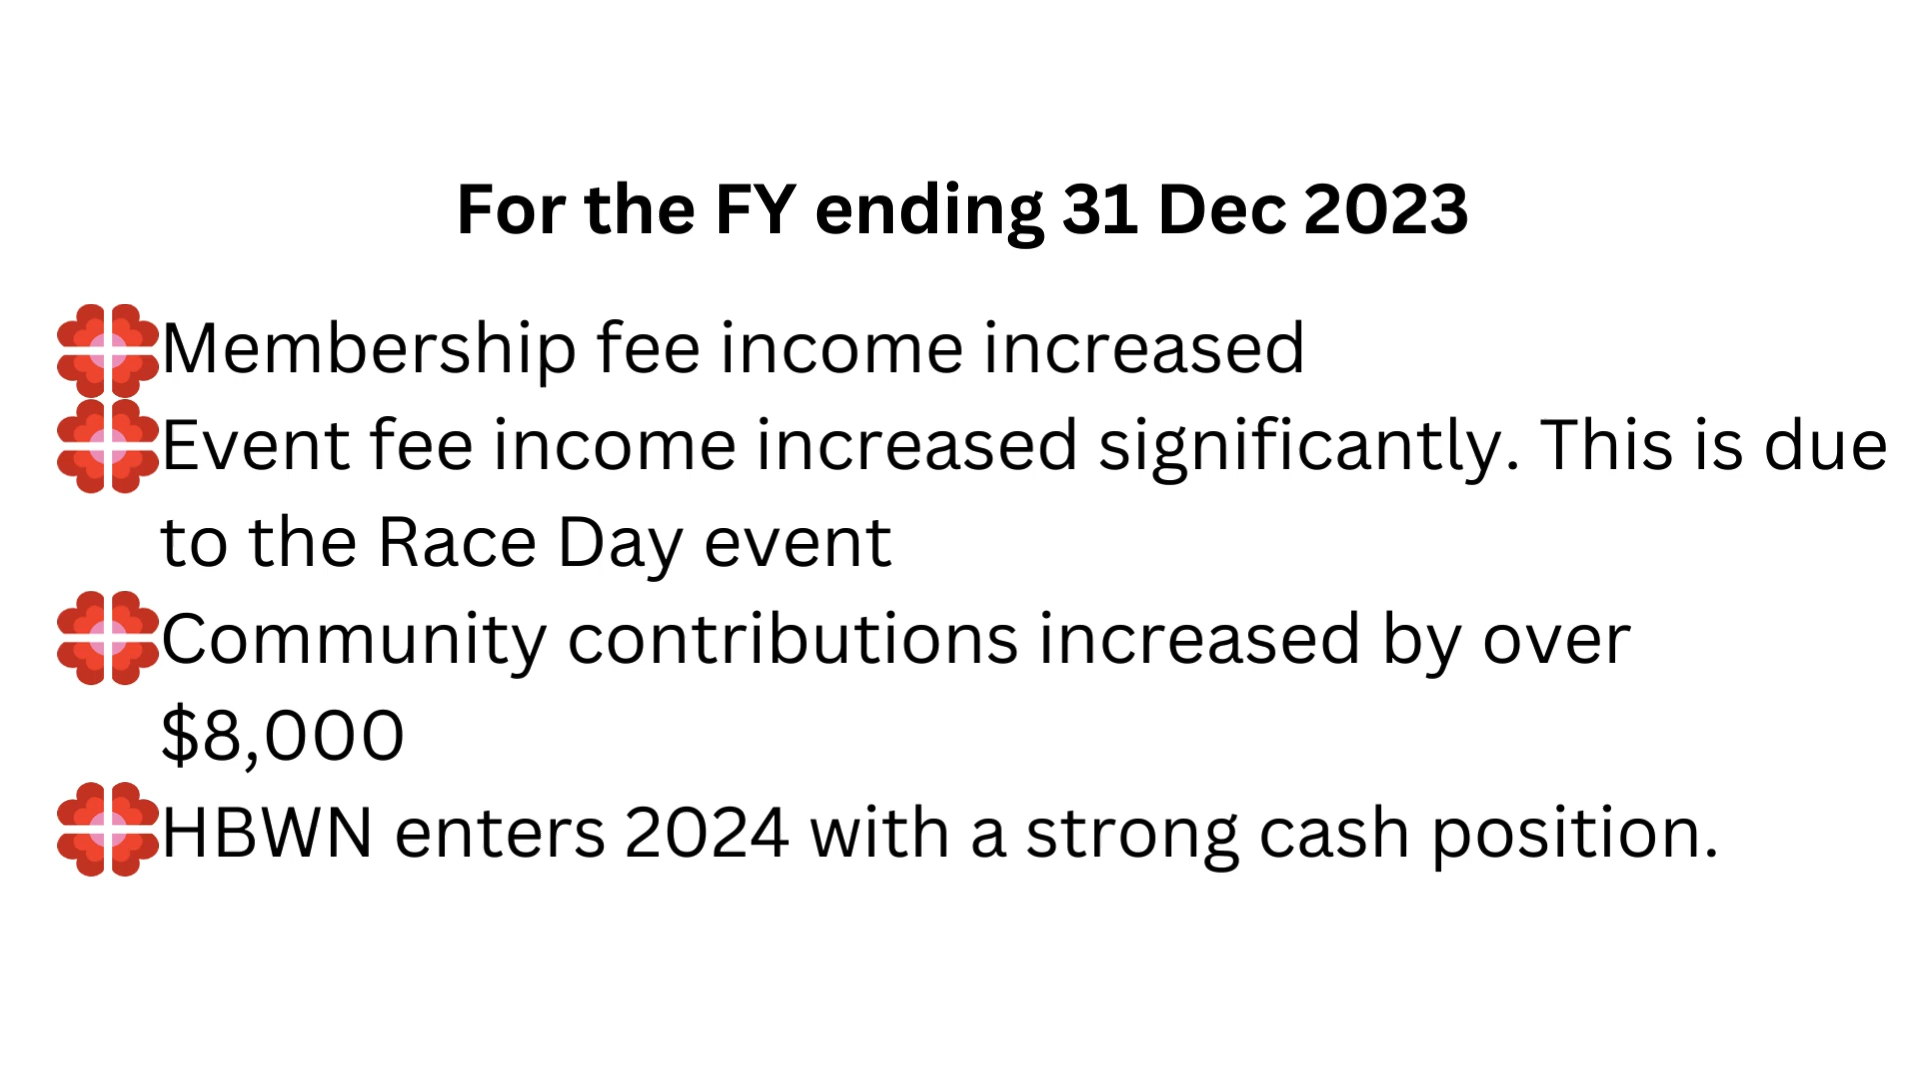 For the FY ending 31 Dec 2023
Membership fee income increased
Event fee income increased significantly. This is due
to the Race Day event
Community contributions increased by over
$8,000
HBWN enters 2024 with a strong cash position.